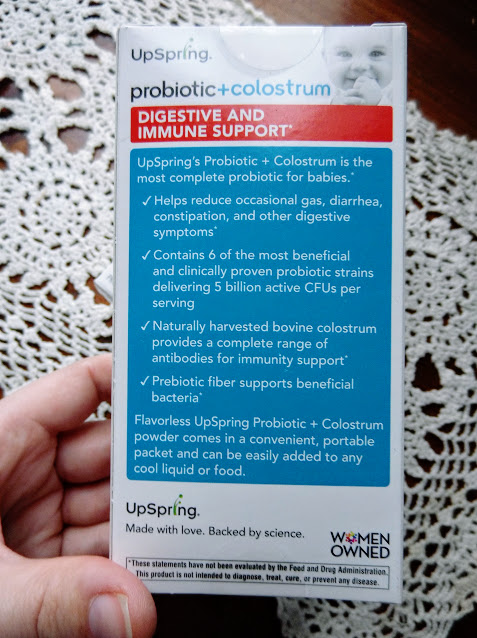 UpSpring.
probiotic+colostrum
DIGESTIVE AND
IMMUNE SUPPORT*
UpSpring's Probiotic + Colostrum is the
most complete probiotic for babies.*
✓ Helps reduce occasional gas, diarrhea,
constipation, and other digestive
symptoms*
✓ Contains 6 of the most beneficial
and clinically proven probiotic strains
delivering 5 billion active CFUs per
serving
✓ Naturally harvested bovine colostrum
provides a complete range of
antibodies for immunity support*
✓ Prebiotic fiber supports beneficial
bacteria*
Flavorless UpSpring Probiotic + Colostrum
powder comes in a convenient, portable
packet and can be easily added to any
cool liquid or food.
UpSpring.
Made with love. Backed by science.
WOMEN
OWNED
*These statements have not been evaluated by the Food and Drug Administration.
This product is not intended to diagnose, treat, cure, or prevent any disease.